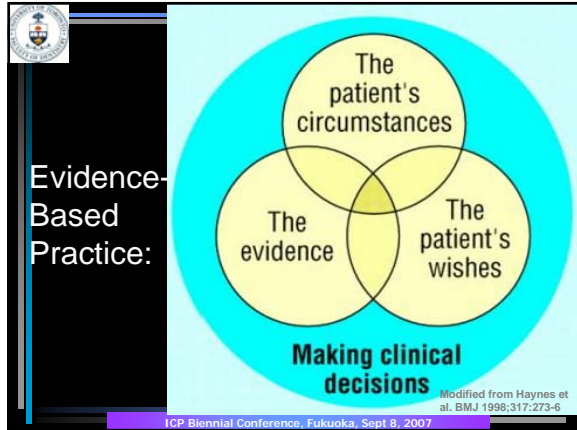 Evidence-
Based
Practice:
The
patient's
circumstances
The
evidence
The
patient's
wishes
Making clinical
decisions
Modified from Haynes et
al. BMJ 1998;317:273-6
ICP Biennial Conference, Fukuoka, Sept 8, 2007